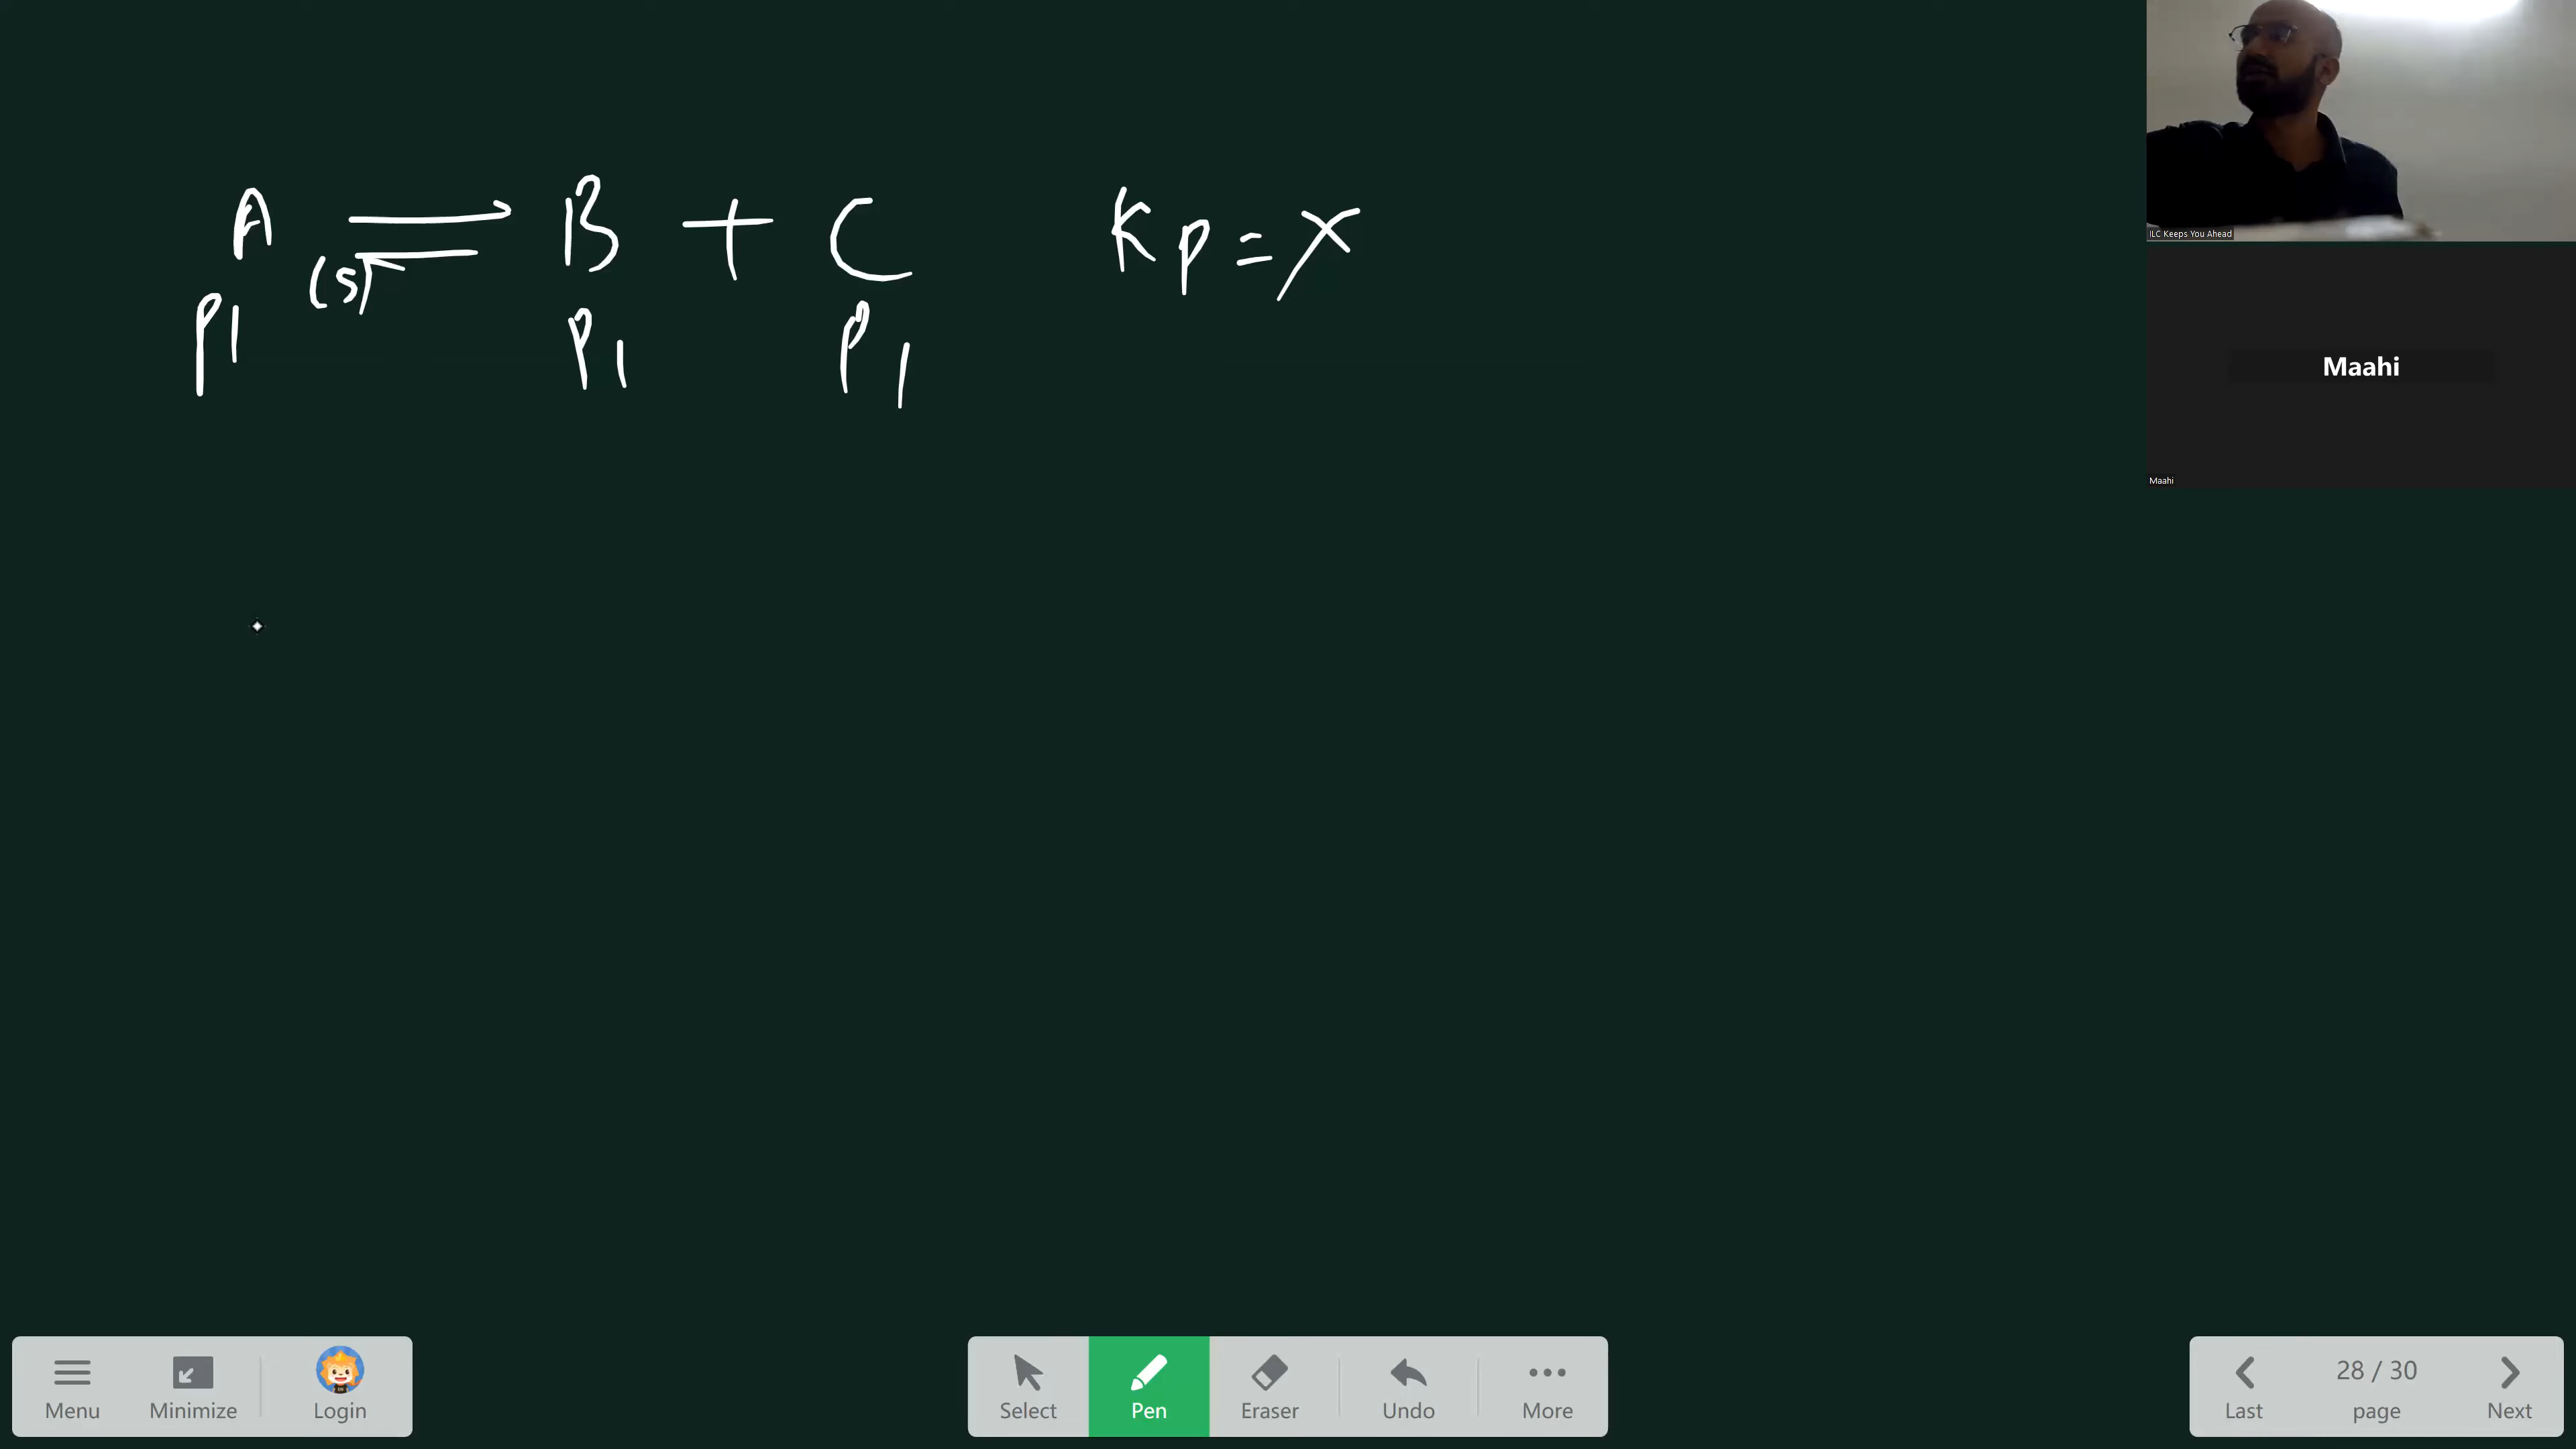 A (s) ⇌ B + C Kp = x
P1 P1 P1
ILC Keeps You Ahead
Maahi
Maahi
Menu Minimize Login Select Pen Eraser Undo More Last 28 / 30 page Next